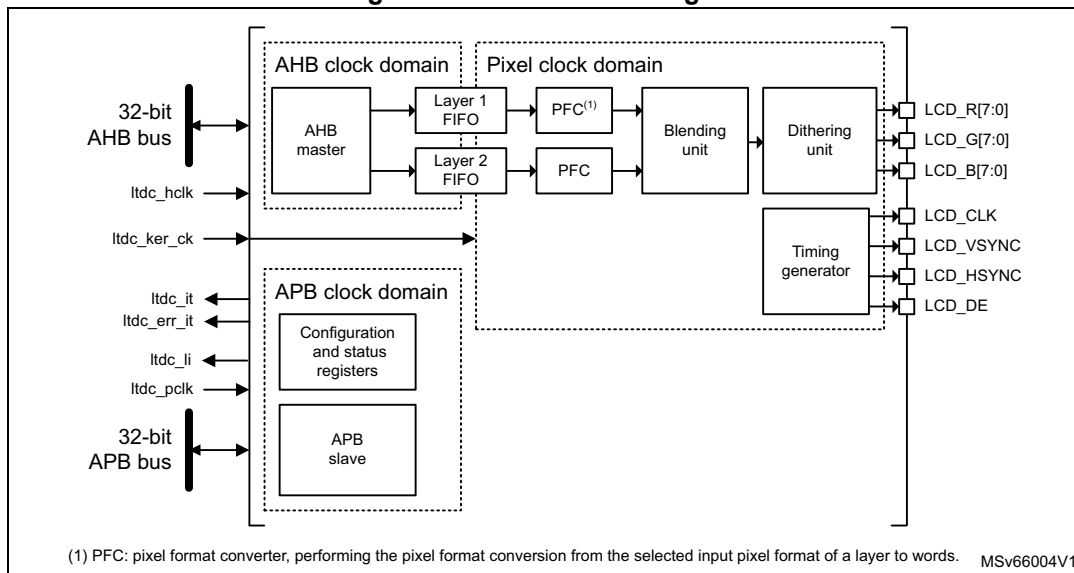 AHB clock domain
Pixel clock domain
32-bit
AHB bus
AHB
master
Layer 1
FIFO
PFC(1)
Layer 2
FIFO
PFC
Blending
unit
Dithering
unit
LCD_R[7:0]
LCD_G[7:0]
LCD_B[7:0]
ltdc_hclk
ltdc_ker_ck
Timing
generator
LCD_CLK
LCD_VSYNC
LCD_HSYNC
LCD_DE
ltdc_it
ltdc_err_it
ltdc_li
ltdc_pclk
APB clock domain
Configuration
and status
registers
32-bit
APB bus
APB
slave
(1) PFC: pixel format converter, performing the pixel format conversion from the selected input pixel format of a layer to words.
MSv66004V1